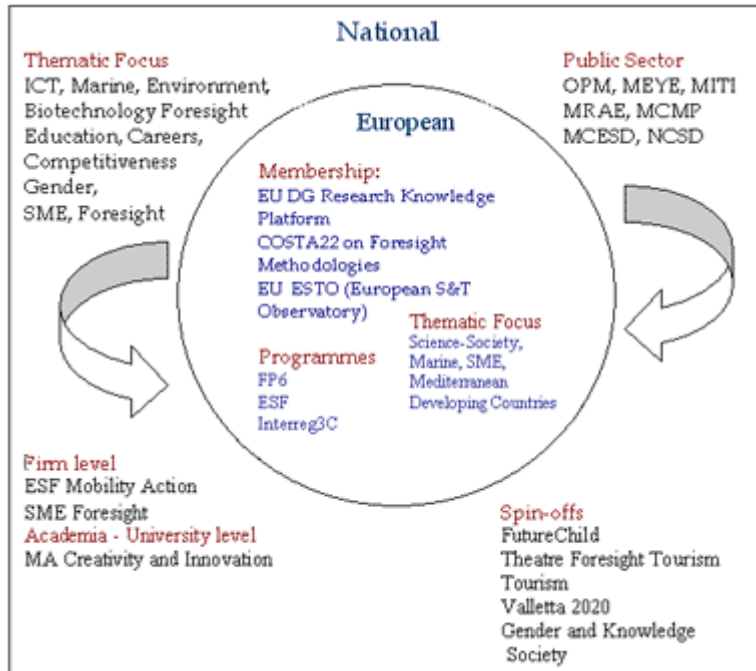 National
Thematic Focus
ICT, Marine, Environment,
Biotechnology Foresight
Education, Careers,
Competitiveness
Gender,
SME, Foresight
Public Sector
OPM, MEYE, MITI
MRAE, MCMP
MCESD, NCSD
European
Membership:
EU DG Research Knowledge
Platform
COSTA22 on Foresight
Methodologies
EU ESTO (European S&T
Observatory)
Thematic Focus
Science-Society,
Marine, SME,
Mediterranean
Developing Countries
Programmes
FP6
ESF
Interreg3C
Firm level
ESF Mobility Action
SME Foresight
Academia - University level
MA Creativity and Innovation
Spin-offs
FutureChild
Theatre Foresight Tourism
Tourism
Valletta 2020
Gender and Knowledge
Society